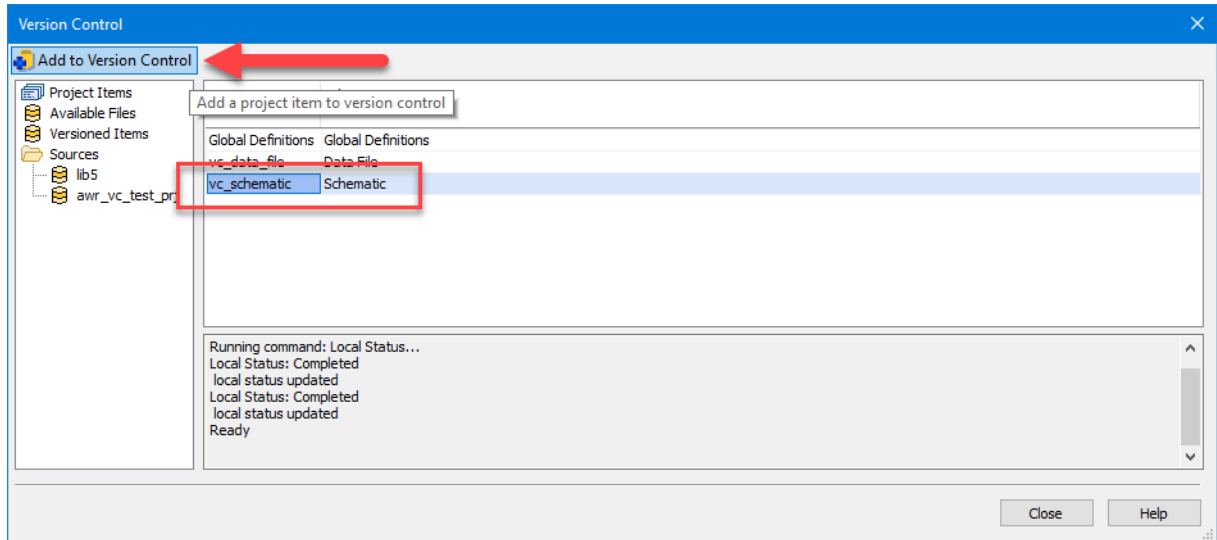 Version Control
Add to Version Control
Project Items
Available Files
Versioned Items
Sources
lib5
awr_vc_test_pr
Add a project item to version control
Global Definitions Global Definitions
vc_data_file Data File
vc_schematic Schematic
Running command: Local Status...
Local Status: Completed
local status updated
Local Status: Completed
local status updated
Ready
Close Help